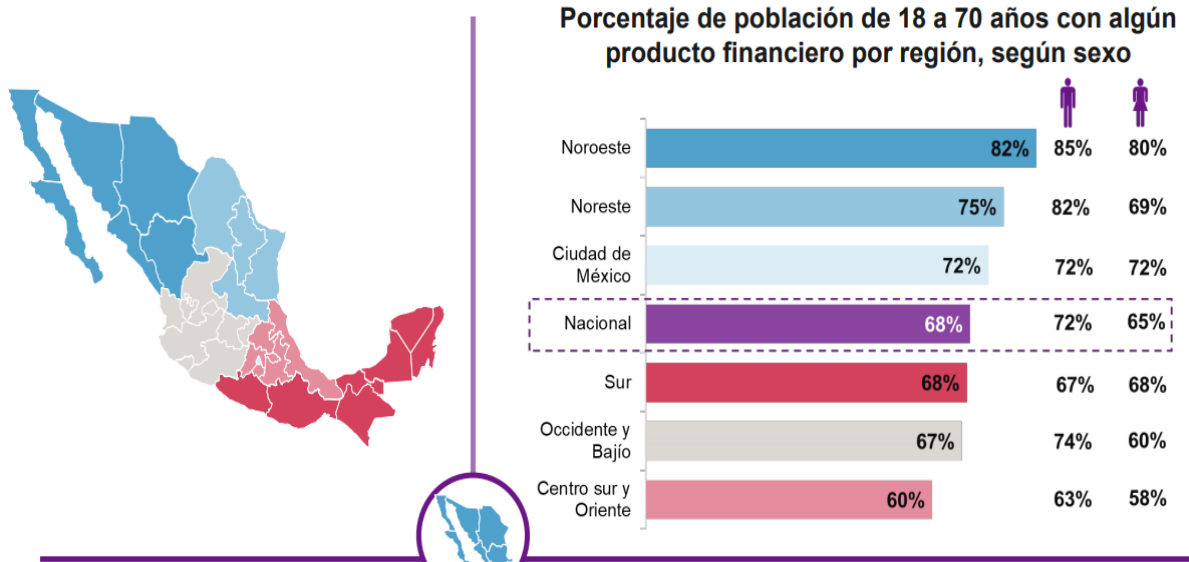 Porcentaje de población de 18 a 70 años con algún
producto financiero por región, según sexo
Noroeste 82% 85% 80%
Noreste 75% 82% 69%
Ciudad de
México 72% 72% 72%
Nacional 68% 72% 65%
Sur 68% 67% 68%
Occidente y
Bajío 67% 74% 60%
Centro sur y
Oriente 60% 63% 58%